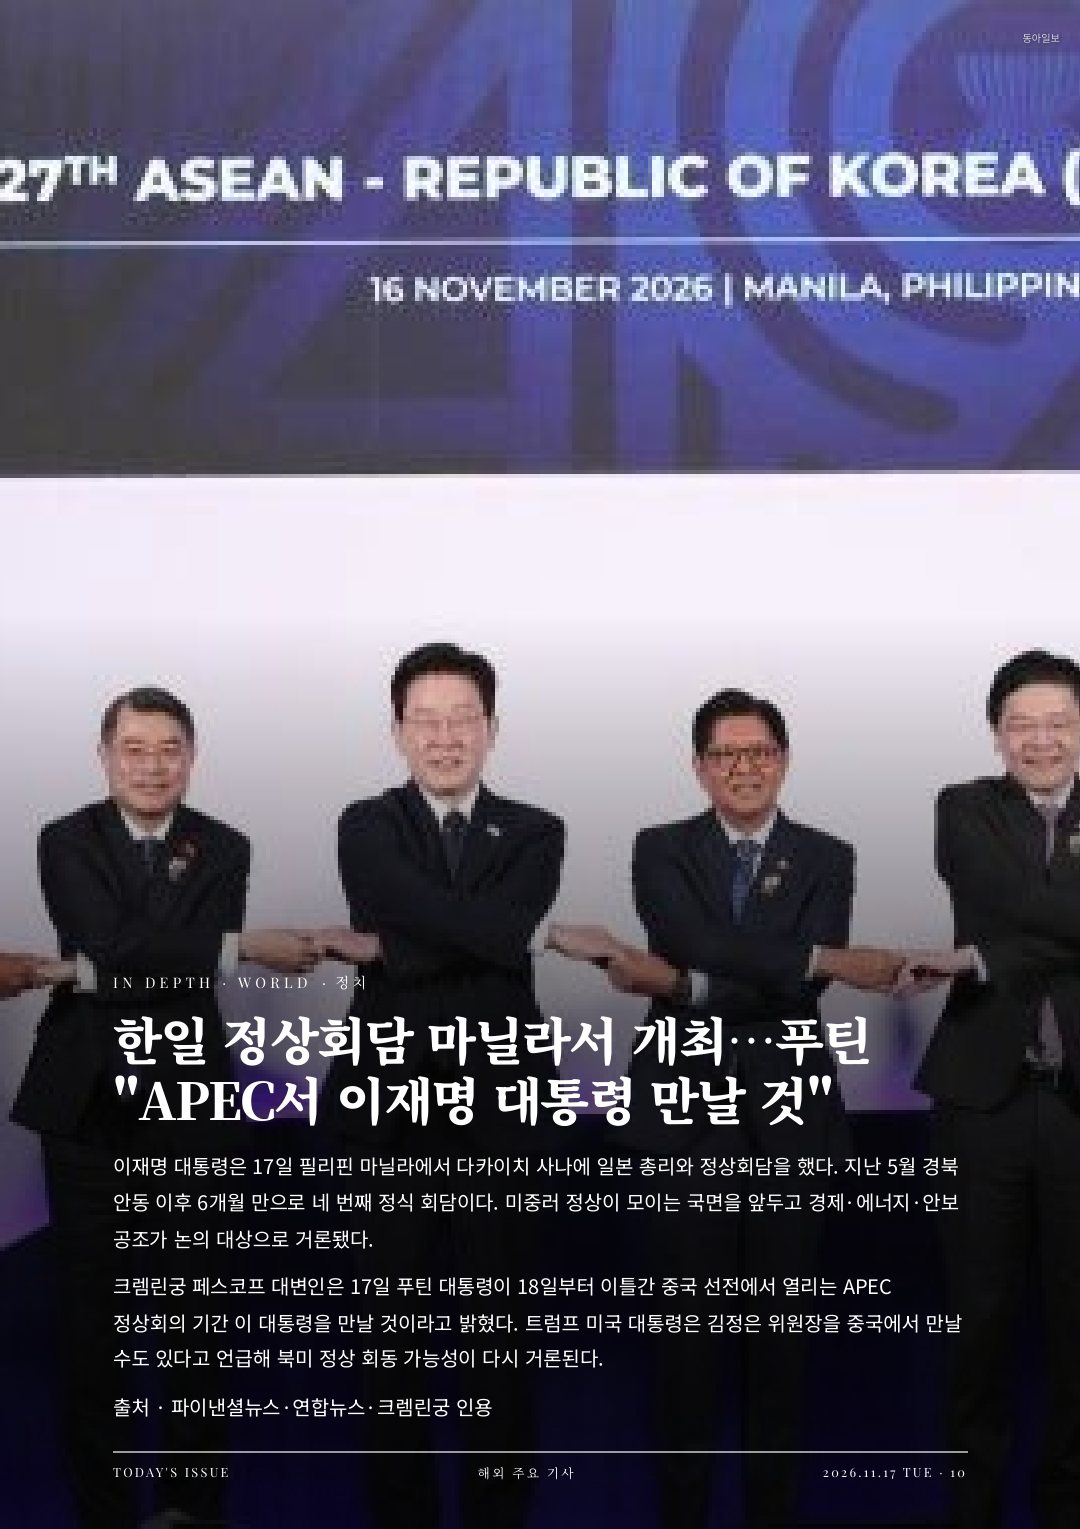 동아일보
27TH ASEAN - REPUBLIC OF KOREA (
16 NOVEMBER 2026 | MANILA, PHILIPPIN
IN DEPTH · WORLD · 정치
한일 정상회담 마닐라서 개최…푸틴
"APEC서 이재명 대통령 만날 것"
이재명 대통령은 17일 필리핀 마닐라에서 다카이치 사나에 일본 총리와 정상회담을 했다. 지난 5월 경북
안동 이후 6개월 만으로 네 번째 정식 회담이다. 미중러 정상이 모이는 국면을 앞두고 경제·에너지·안보
공조가 논의 대상으로 거론됐다.
크렘린궁 페스코프 대변인은 17일 푸틴 대통령이 18일부터 이틀간 중국 선전에서 열리는 APEC
정상회의 기간 이 대통령을 만날 것이라고 밝혔다. 트럼프 미국 대통령은 김정은 위원장을 중국에서 만날
수도 있다고 언급해 북미 정상 회동 가능성이 다시 거론된다.
출처 · 파이낸셜뉴스·연합뉴스·크렘린궁 인용
TODAY'S ISSUE
해외 주요 기사
2026.11.17 TUE · 10